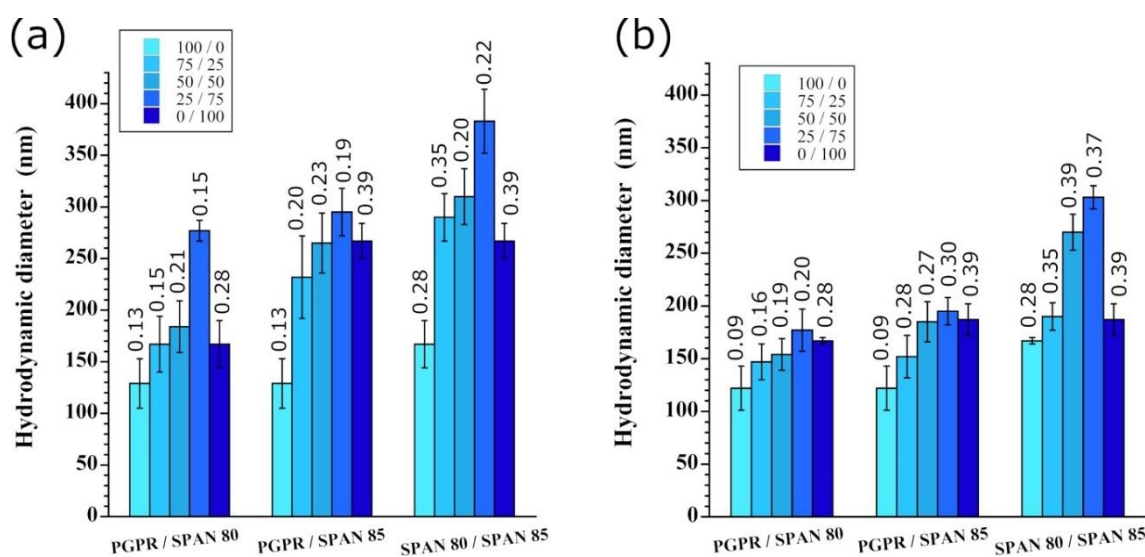 (a)
100 / 0
75 / 25
50 / 50
25 / 75
0 / 100
Hydrodynamic diameter (nm)
400
350
300
250
200
150
100
50
0
0.13
0.15
0.21
0.15
0.28
0.13
0.20
0.23
0.19
0.39
0.28
0.35
0.20
0.22
0.39
PGPR / SPAN 80
PGPR / SPAN 85
SPAN 80 / SPAN 85
(b)
100 / 0
75 / 25
50 / 50
25 / 75
0 / 100
Hydrodynamic diameter (nm)
400
350
300
250
200
150
100
50
0
0.09
0.16
0.19
0.20
0.28
0.09
0.28
0.27
0.30
0.39
0.28
0.35
0.39
0.37
0.39
PGPR / SPAN 80
PGPR / SPAN 85
SPAN 80 / SPAN 85